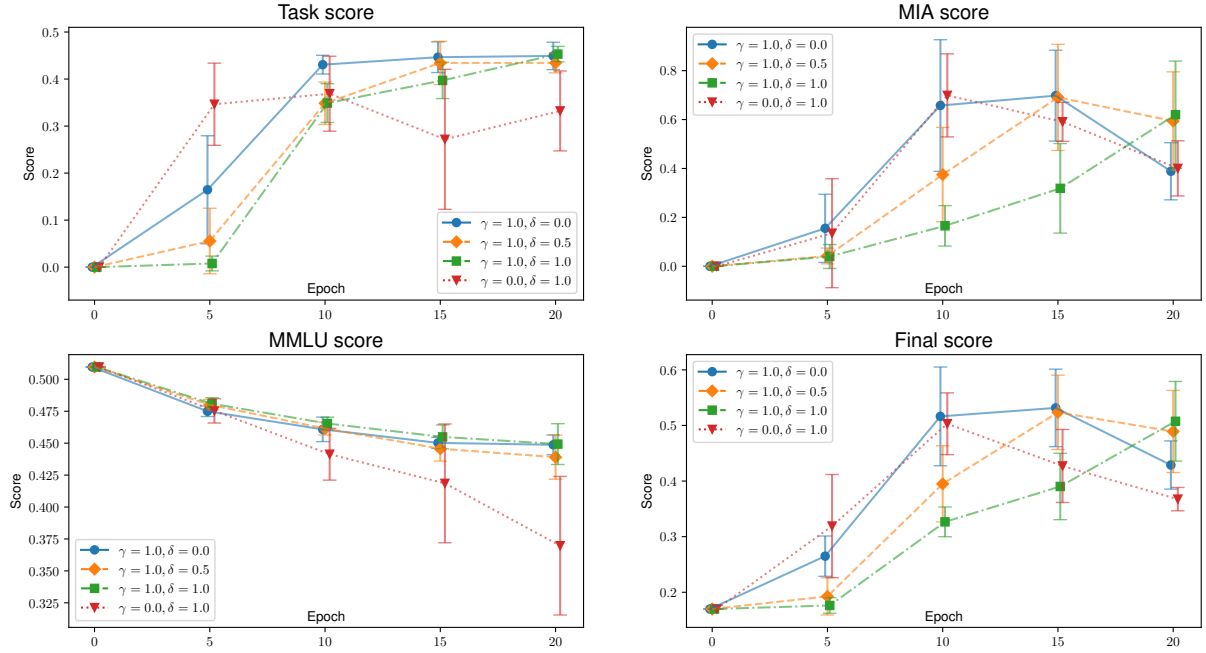 Task score
0.5
0.4
0.3
0.2
0.1
0.0
Score
Epoch
0 5 10 15 20
γ = 1.0, δ = 0.0
γ = 1.0, δ = 0.5
γ = 1.0, δ = 1.0
γ = 0.0, δ = 1.0
MIA score
0.8
0.6
0.4
0.2
0.0
Score
Epoch
0 5 10 15 20
γ = 1.0, δ = 0.0
γ = 1.0, δ = 0.5
γ = 1.0, δ = 1.0
γ = 0.0, δ = 1.0
MMLU score
0.500
0.475
0.450
0.425
0.400
0.375
0.350
0.325
Score
Epoch
0 5 10 15 20
γ = 1.0, δ = 0.0
γ = 1.0, δ = 0.5
γ = 1.0, δ = 1.0
γ = 0.0, δ = 1.0
Final score
0.6
0.5
0.4
0.3
0.2
Score
Epoch
0 5 10 15 20
γ = 1.0, δ = 0.0
γ = 1.0, δ = 0.5
γ = 1.0, δ = 1.0
γ = 0.0, δ = 1.0